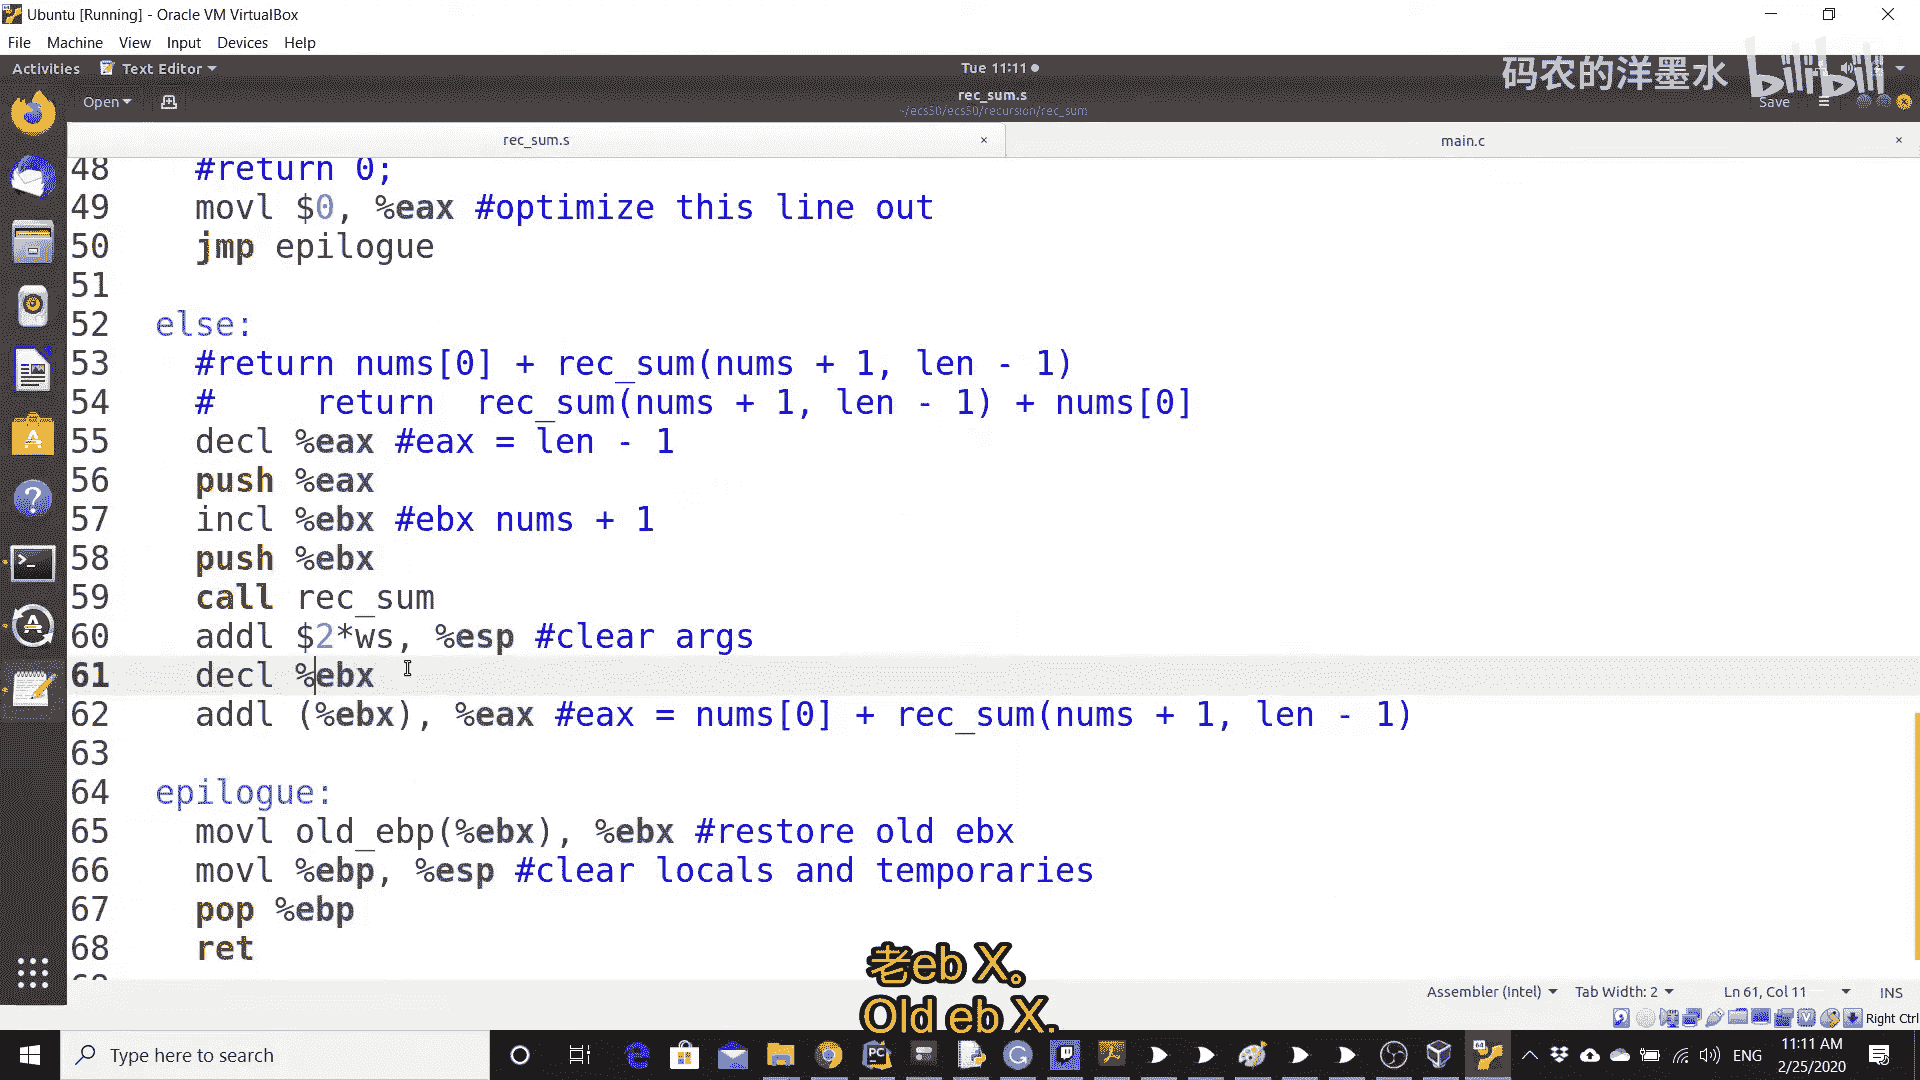 Ubuntu [Running] - Oracle VM VirtualBox
File Machine View Input Devices Help
Activities Text Editor Tue 11:11
码农的洋墨水 bilibili
Open rec_sum.s Save
~/ecs50/ecs50/recursion/rec_sum
rec_sum.s × main.c ×
48 #return 0;
49 movl $0, %eax #optimize this line out
50 jmp epilogue
51
52 else:
53 #return nums[0] + rec_sum(nums + 1, len - 1)
54 # return rec_sum(nums + 1, len - 1) + nums[0]
55 decl %eax #eax = len - 1
56 push %eax
57 incl %ebx #ebx nums + 1
58 push %ebx
59 call rec_sum
60 addl $2*ws, %esp #clear args
61 decl %ebx
62 addl (%ebx), %eax #eax = nums[0] + rec_sum(nums + 1, len - 1)
63
64 epilogue:
65 movl old_ebp(%ebx), %ebx #restore old ebx
66 movl %ebp, %esp #clear locals and temporaries
67 pop %ebp
68 ret
老eb X。
Old eb X.
Assembler (Intel) Tab Width: 2 Ln 61, Col 11 INS
Right Ctrl
Type here to search
ENG
11:11 AM
2/25/2020